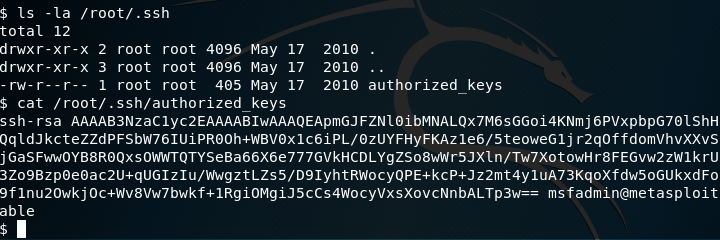 $ ls -la /root/.ssh
total 12
drwxr-xr-x 2 root root 4096 May 17  2010 .
drwxr-xr-x 3 root root 4096 May 17  2010 ..
-rw-r--r-- 1 root root  405 May 17  2010 authorized_keys
$ cat /root/.ssh/authorized_keys
ssh-rsa AAAAB3NzaC1yc2EAAAABIwAAAQEApmGJFZNl0ibMNALQx7M6sGGoi4KNmj6PVxpbpG70lShH
QqldJkcteZZdPFSbW76IUiPR0Oh+WBV0x1c6iPL/0zUYFHyFKAz1e6/5teoweG1jr2qOffdomVhvXXvS
jGaSFwwOYB8R0QxsOWWTQTYSeBa66X6e777GVkHCDLYgZSo8wWr5JXln/Tw7XotowHr8FEGvw2zW1krU
3Zo9Bzp0e0ac2U+qUGIzIu/WwgztLZs5/D9IyhtRWocyQPE+kcP+Jz2mt4y1uA73KqoXfdw5oGUkxdFo
9f1nu2OwkjOc+Wv8Vw7bwkf+1RgiOMgiJ5cCs4WocyVxsXovcNnbALTp3w== msfadmin@metasploit
able
$